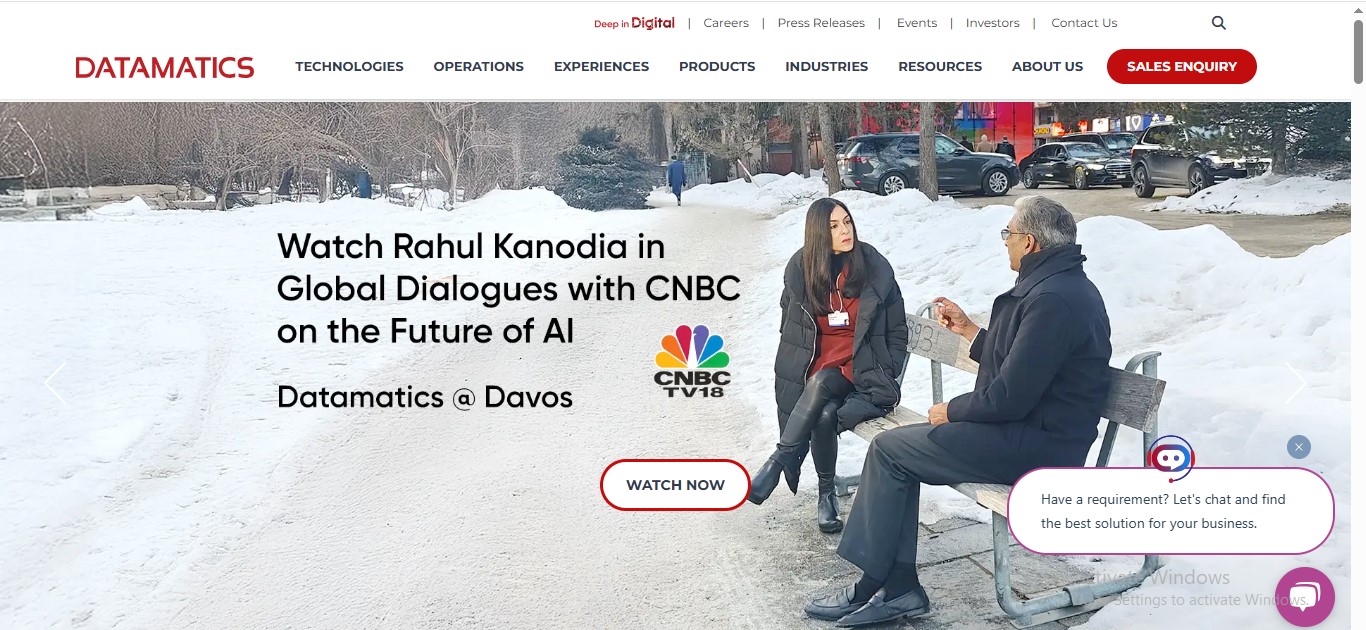 Deep in Digital | Careers | Press Releases | Events | Investors | Contact Us
DATAMATICS TECHNOLOGIES OPERATIONS EXPERIENCES PRODUCTS INDUSTRIES RESOURCES ABOUT US SALES ENQUIRY
Watch Rahul Kanodia in
Global Dialogues with CNBC
on the Future of AI
CNBC
TV18
Datamatics @ Davos
WATCH NOW
Have a requirement? Let's chat and find
the best solution for your business.
Activate Windows
Settings to activate Windows.